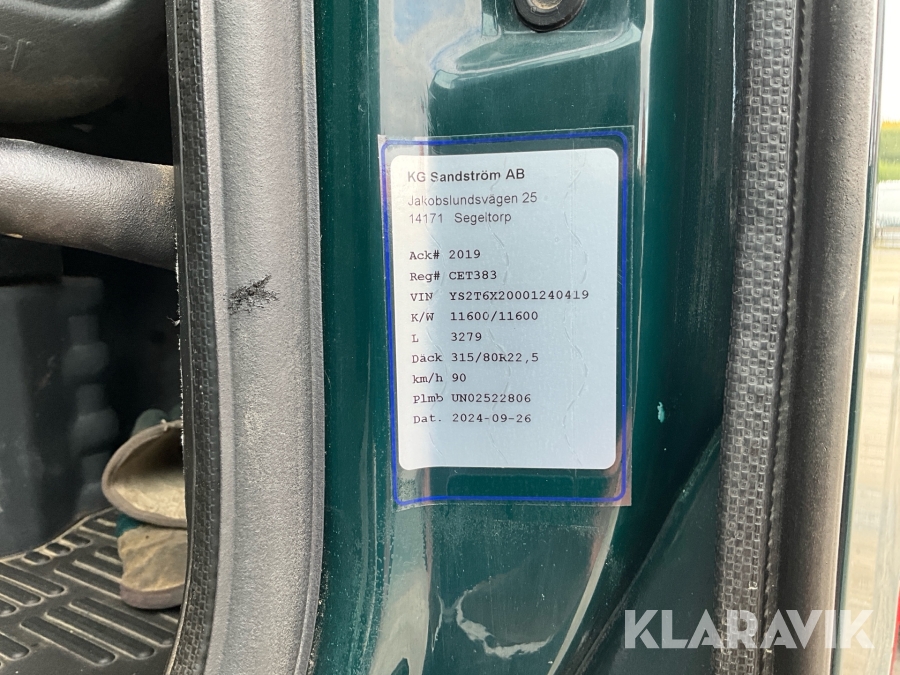 KG Sandström AB
Jakobslundsvägen 25
14171 Segeltorp
Ack# 2019
Reg# CET383
VIN YS2T6X20001240419
K/W 11600/11600
L 3279
Däck 315/80R22,5
km/h 90
Plmb UN02522806
Dat. 2024-09-26
KLARAVIK